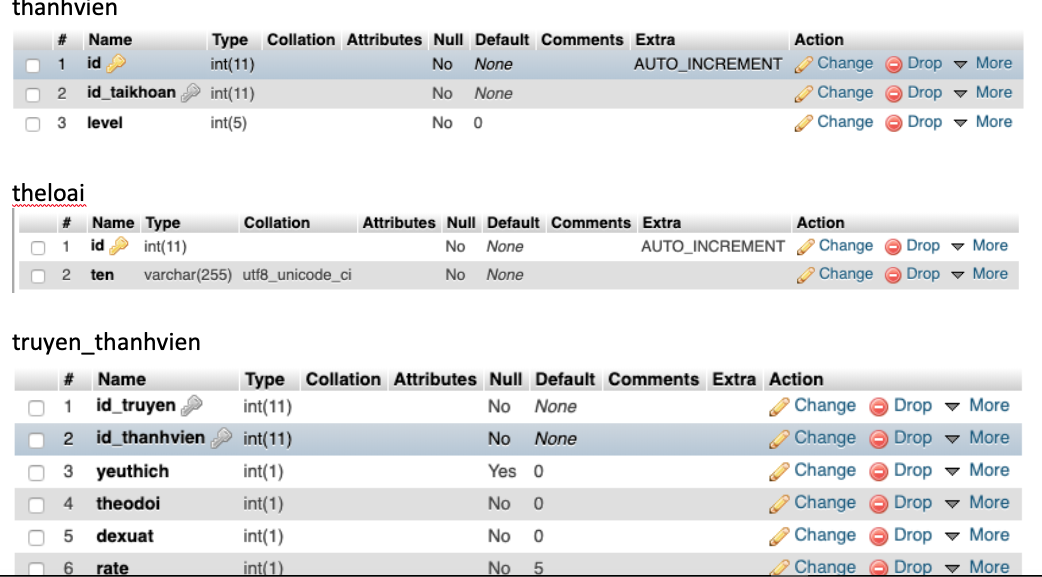 thanhvien
# Name Type Collation Attributes Null Default Comments Extra Action
1 id int(11) No None AUTO_INCREMENT Change Drop More
2 id_taikhoan int(11) No None Change Drop More
3 level int(5) No 0 Change Drop More
theloai
# Name Type Collation Attributes Null Default Comments Extra Action
1 id int(11) No None AUTO_INCREMENT Change Drop More
2 ten varchar(255) utf8_unicode_ci No None Change Drop More
truyen_thanhvien
# Name Type Collation Attributes Null Default Comments Extra Action
1 id_truyen int(11) No None Change Drop More
2 id_thanhvien int(11) No None Change Drop More
3 yeuthich int(1) Yes 0 Change Drop More
4 theodoi int(1) No 0 Change Drop More
5 dexuat int(1) No 0 Change Drop More
6 rate int(1) No 5 Change Drop More